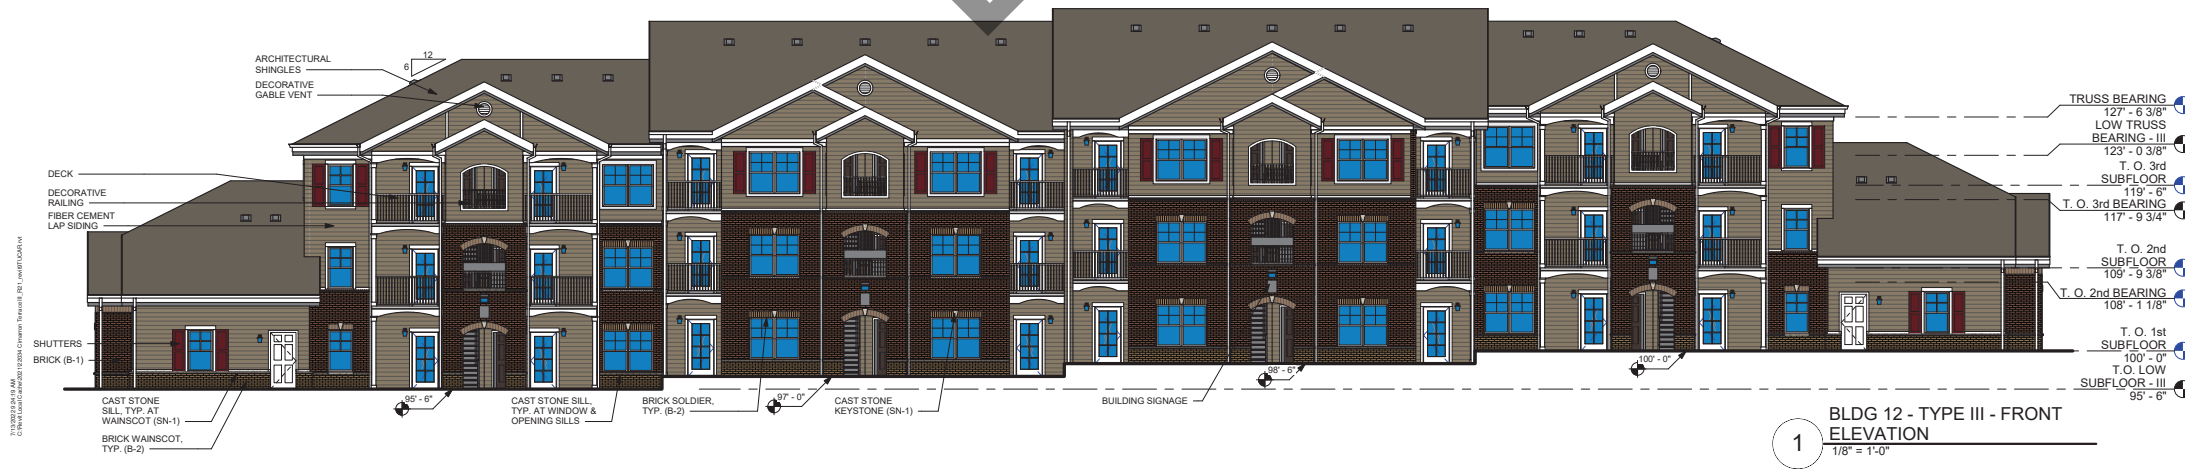 ARCHITECTURAL
SHINGLES
12
6
DECORATIVE
GABLE VENT
DECK
DECORATIVE
RAILING
FIBER CEMENT
LAP SIDING
SHUTTERS
BRICK (B-1)
CAST STONE
SILL, TYP. AT
WAINSCOT (SN-1)
BRICK WAINSCOT,
TYP. (B-2)
95' - 6"
CAST STONE SILL,
TYP. AT WINDOW &
OPENING SILLS
BRICK SOLDIER,
TYP. (B-2)
97' - 0"
CAST STONE
KEYSTONE (SN-1)
BUILDING SIGNAGE
98' - 6"
100' - 0"
TRUSS BEARING
127' - 6 3/8"
LOW TRUSS
BEARING - III
123' - 0 3/8"
T. O. 3rd
SUBFLOOR
119' - 6"
T. O. 3rd BEARING
117' - 9 3/4"
T. O. 2nd
SUBFLOOR
109' - 9 3/8"
T. O. 2nd BEARING
108' - 1 1/8"
T. O. 1st
SUBFLOOR
100' - 0"
T.O. LOW
SUBFLOOR - III
95' - 6"
1
BLDG 12 - TYPE III - FRONT
ELEVATION
1/8" = 1'-0"